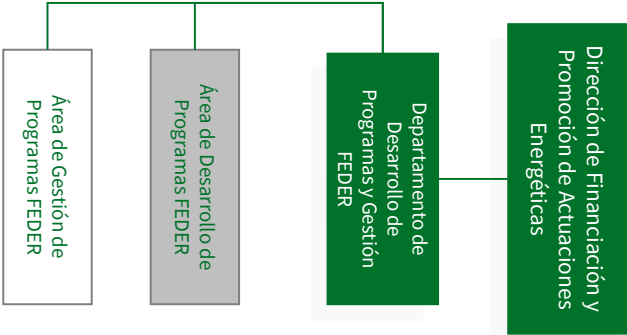 Dirección de Financiación y
Promoción de Actuaciones
Energéticas
Departamento de
Desarrollo de
Programas y Gestión
FEDER
Área de Desarrollo de
Programas FEDER
Área de Gestión de
Programas FEDER